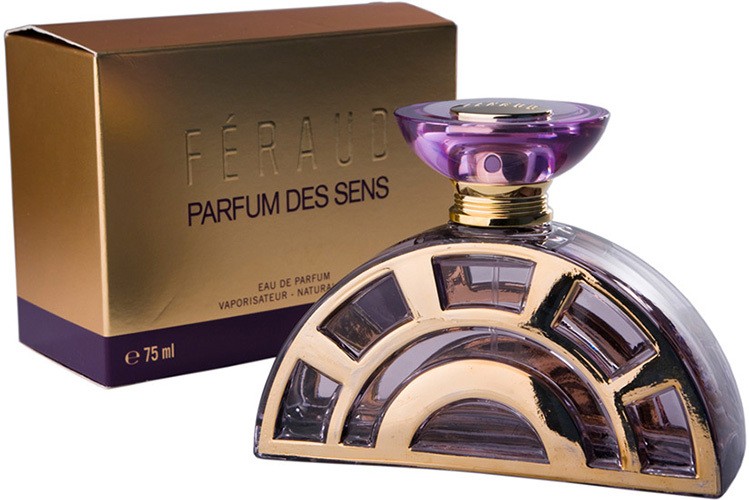 FÉRAUD
PARFUM DES SENS
EAU DE PARFUM
VAPORISATEUR - NATURAL
℮ 75 ml
FÉRAUD